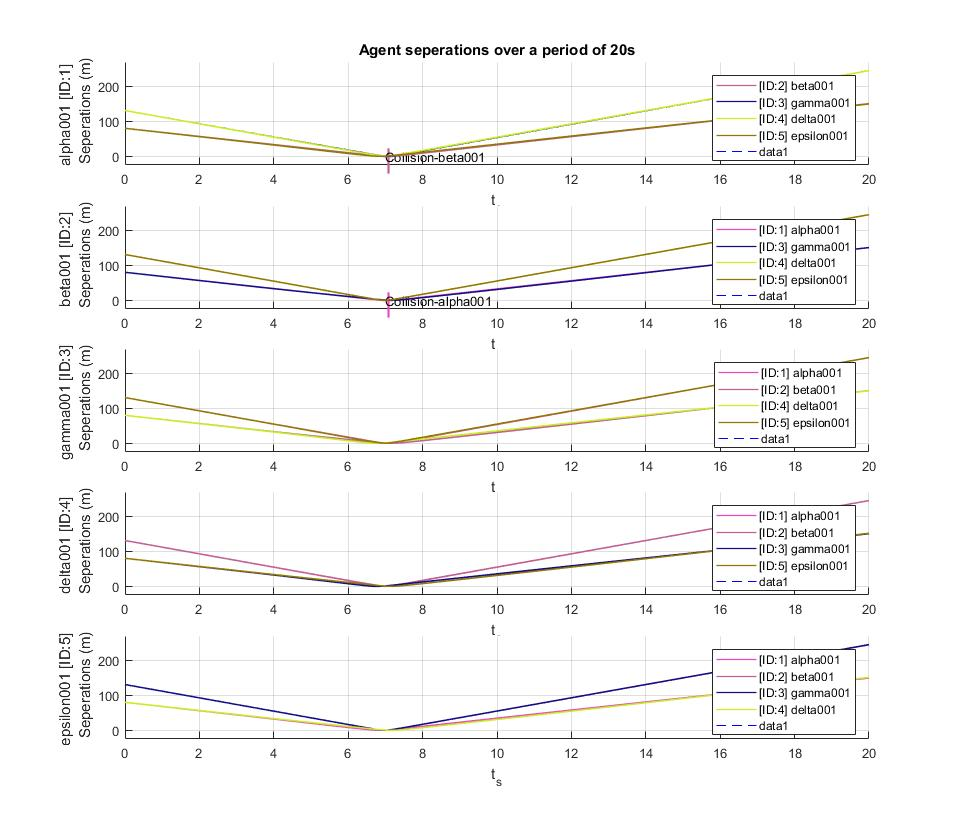 Agent seperations over a period of 20s
alpha001 [ID:1]
Seperations (m)
200
100
0
Collision-beta001
[ID:2] beta001
[ID:3] gamma001
[ID:4] delta001
[ID:5] epsilon001
data1
0 2 4 6 8 10 12 14 16 18 20
t
beta001 [ID:2]
Seperations (m)
200
100
0
Collision-alpha001
[ID:1] alpha001
[ID:3] gamma001
[ID:4] delta001
[ID:5] epsilon001
data1
0 2 4 6 8 10 12 14 16 18 20
t
gamma001 [ID:3]
Seperations (m)
200
100
0
[ID:1] alpha001
[ID:2] beta001
[ID:4] delta001
[ID:5] epsilon001
data1
0 2 4 6 8 10 12 14 16 18 20
t
delta001 [ID:4]
Seperations (m)
200
100
0
[ID:1] alpha001
[ID:2] beta001
[ID:3] gamma001
[ID:5] epsilon001
data1
0 2 4 6 8 10 12 14 16 18 20
t
epsilon001 [ID:5]
Seperations (m)
200
100
0
[ID:1] alpha001
[ID:2] beta001
[ID:3] gamma001
[ID:4] delta001
data1
0 2 4 6 8 10 12 14 16 18 20
t_s